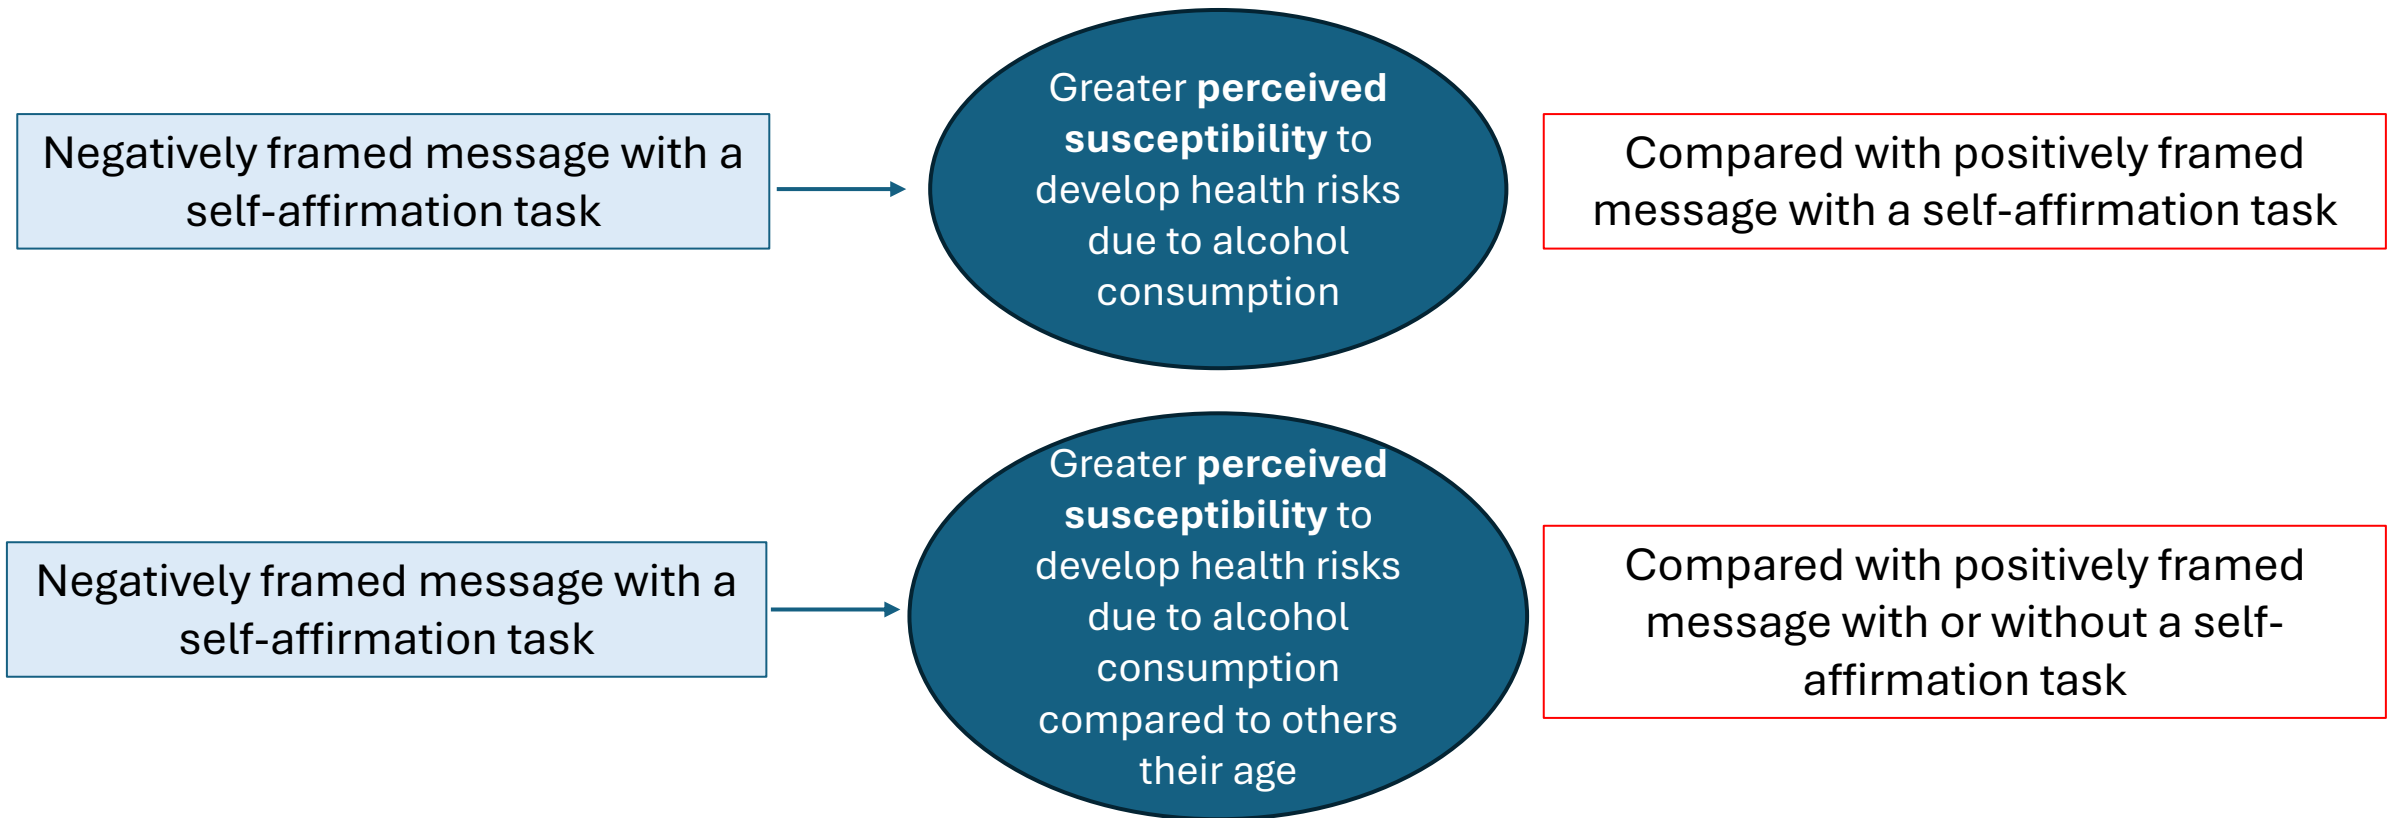 Negatively framed message with a
self-affirmation task
Greater perceived
susceptibility to
develop health risks
due to alcohol
consumption
Compared with positively framed
message with a self-affirmation task
Negatively framed message with a
self-affirmation task
Greater perceived
susceptibility to
develop health risks
due to alcohol
consumption
compared to others
their age
Compared with positively framed
message with or without a self-
affirmation task